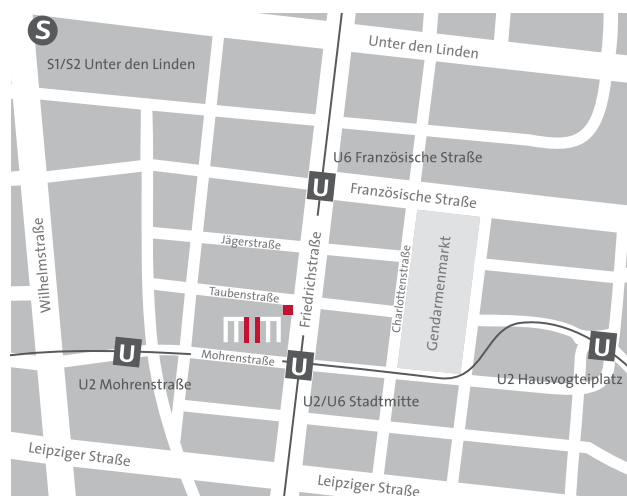 S
Unter den Linden
S1/S2 Unter den Linden
U6 Französische Straße
U
Französische Straße
Wilhelmstraße
Jägerstraße
Friedrichstraße
Charlottenstraße
Gendarmenmarkt
Taubenstraße
U
Mohrenstraße
U
U
U2 Mohrenstraße
U2 Hausvogteiplatz
U2/U6 Stadtmitte
Leipziger Straße
Leipziger Straße